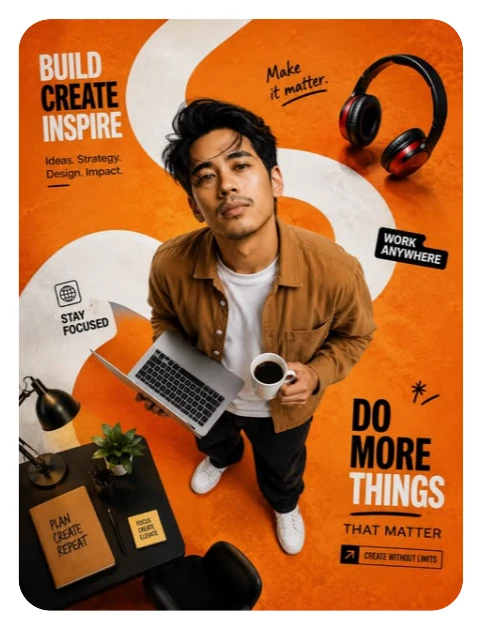 BUILD
CREATE
INSPIRE
Ideas. Strategy.
Design. Impact.
Make
it matter.
WORK
ANYWHERE
STAY
FOCUSED
DO
MORE
THINGS
THAT MATTER
CREATE WITHOUT LIMITS
PLAN
CREATE
REPEAT
FOCUS
CREATE
ELEVATE